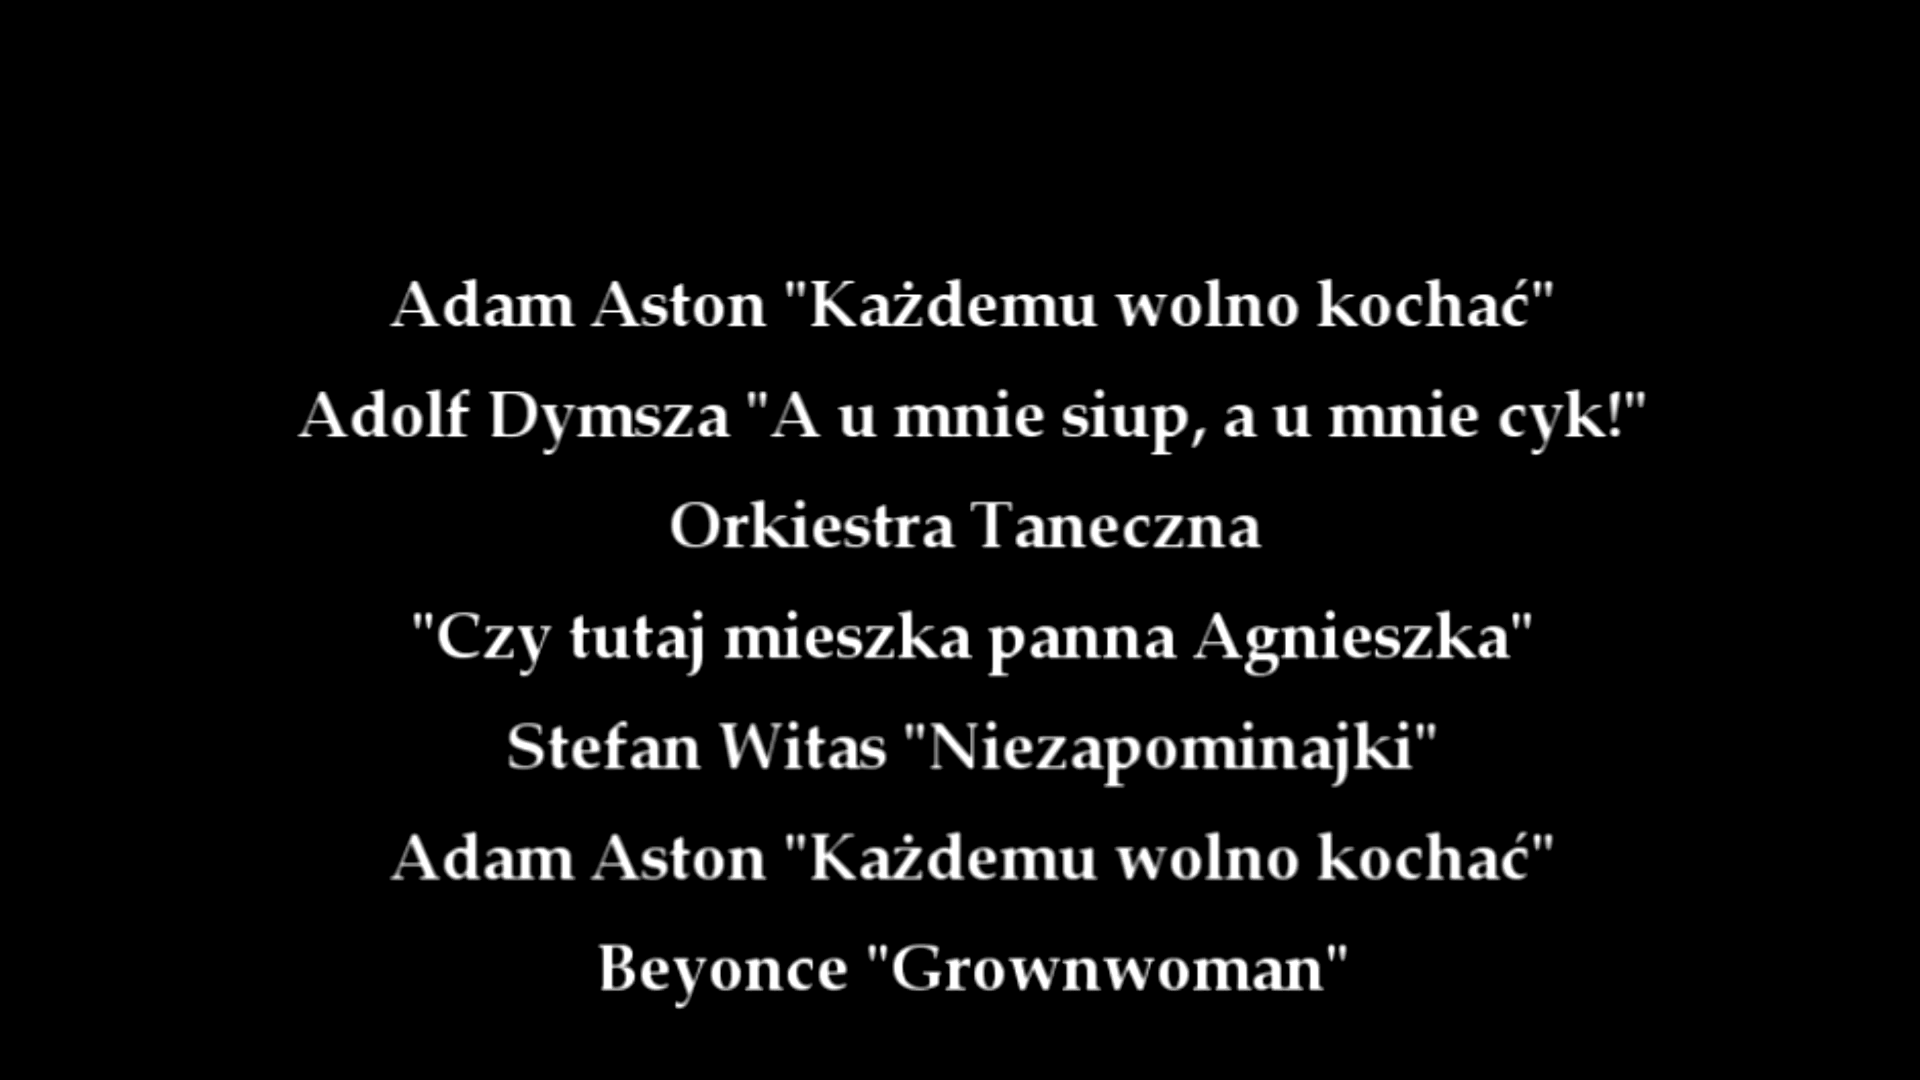 Adam Aston "Każdemu wolno kochać"
Adolf Dymsza "A u mnie siup, a u mnie cyk!"
Orkiestra Taneczna
"Czy tutaj mieszka panna Agnieszka"
Stefan Witas "Niezapominajki"
Adam Aston "Każdemu wolno kochać"
Beyonce "Grownwoman"